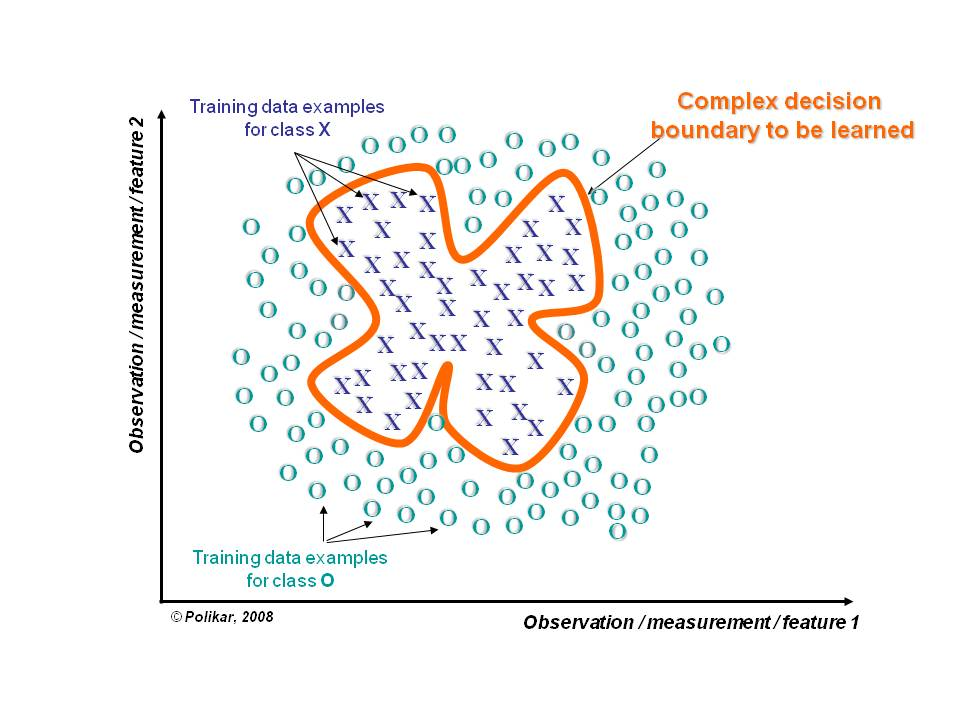 Training data examples
for class X
Complex decision
boundary to be learned
Observation / measurement / feature 2
Training data examples
for class O
© Polikar, 2008
Observation / measurement / feature 1